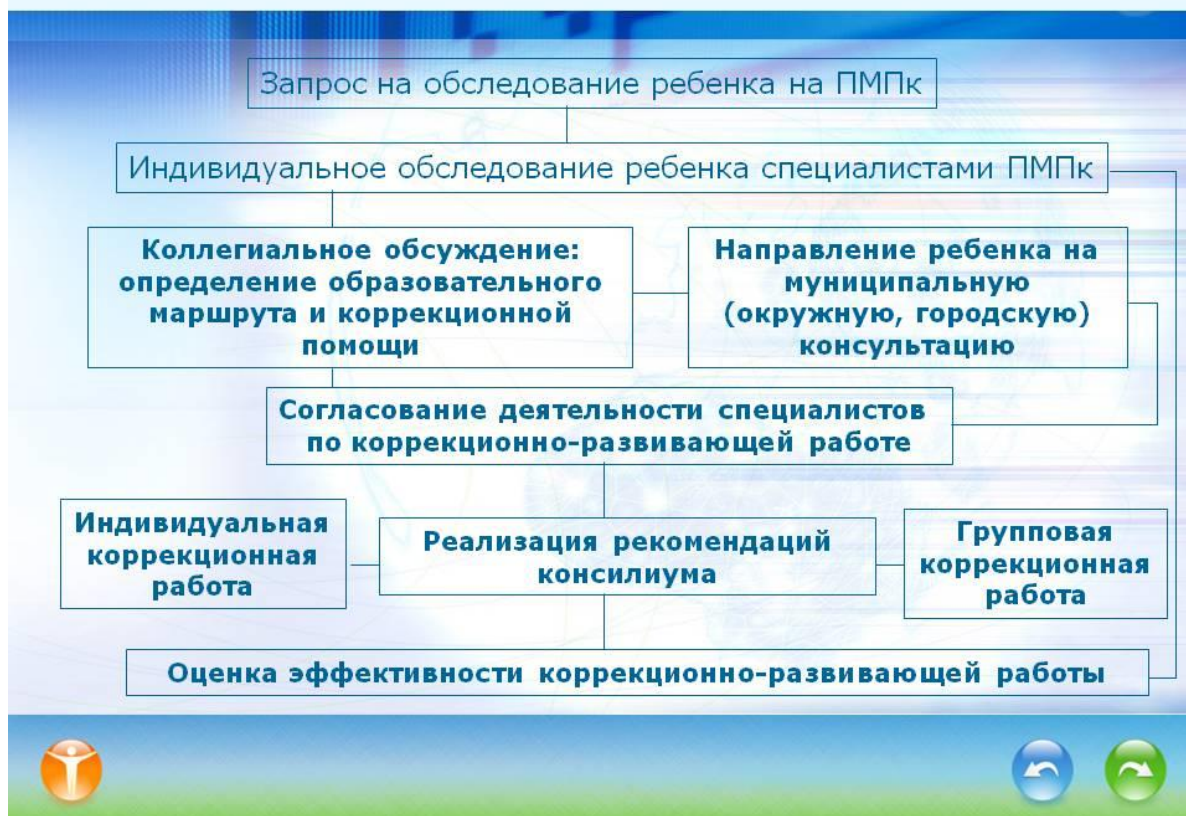 Запрос на обследование ребенка на ПМПк
Индивидуальное обследование ребенка специалистами ПМПк
Коллегиальное обсуждение:
определение образовательного
маршрута и коррекционной
помощи
Направление ребенка на
муниципальную
(окружную, городскую)
консультацию
Согласование деятельности специалистов
по коррекционно-развивающей работе
Индивидуальная
коррекционная
работа
Реализация рекомендаций
консилиума
Групповая
коррекционная
работа
Оценка эффективности коррекционно-развивающей работы